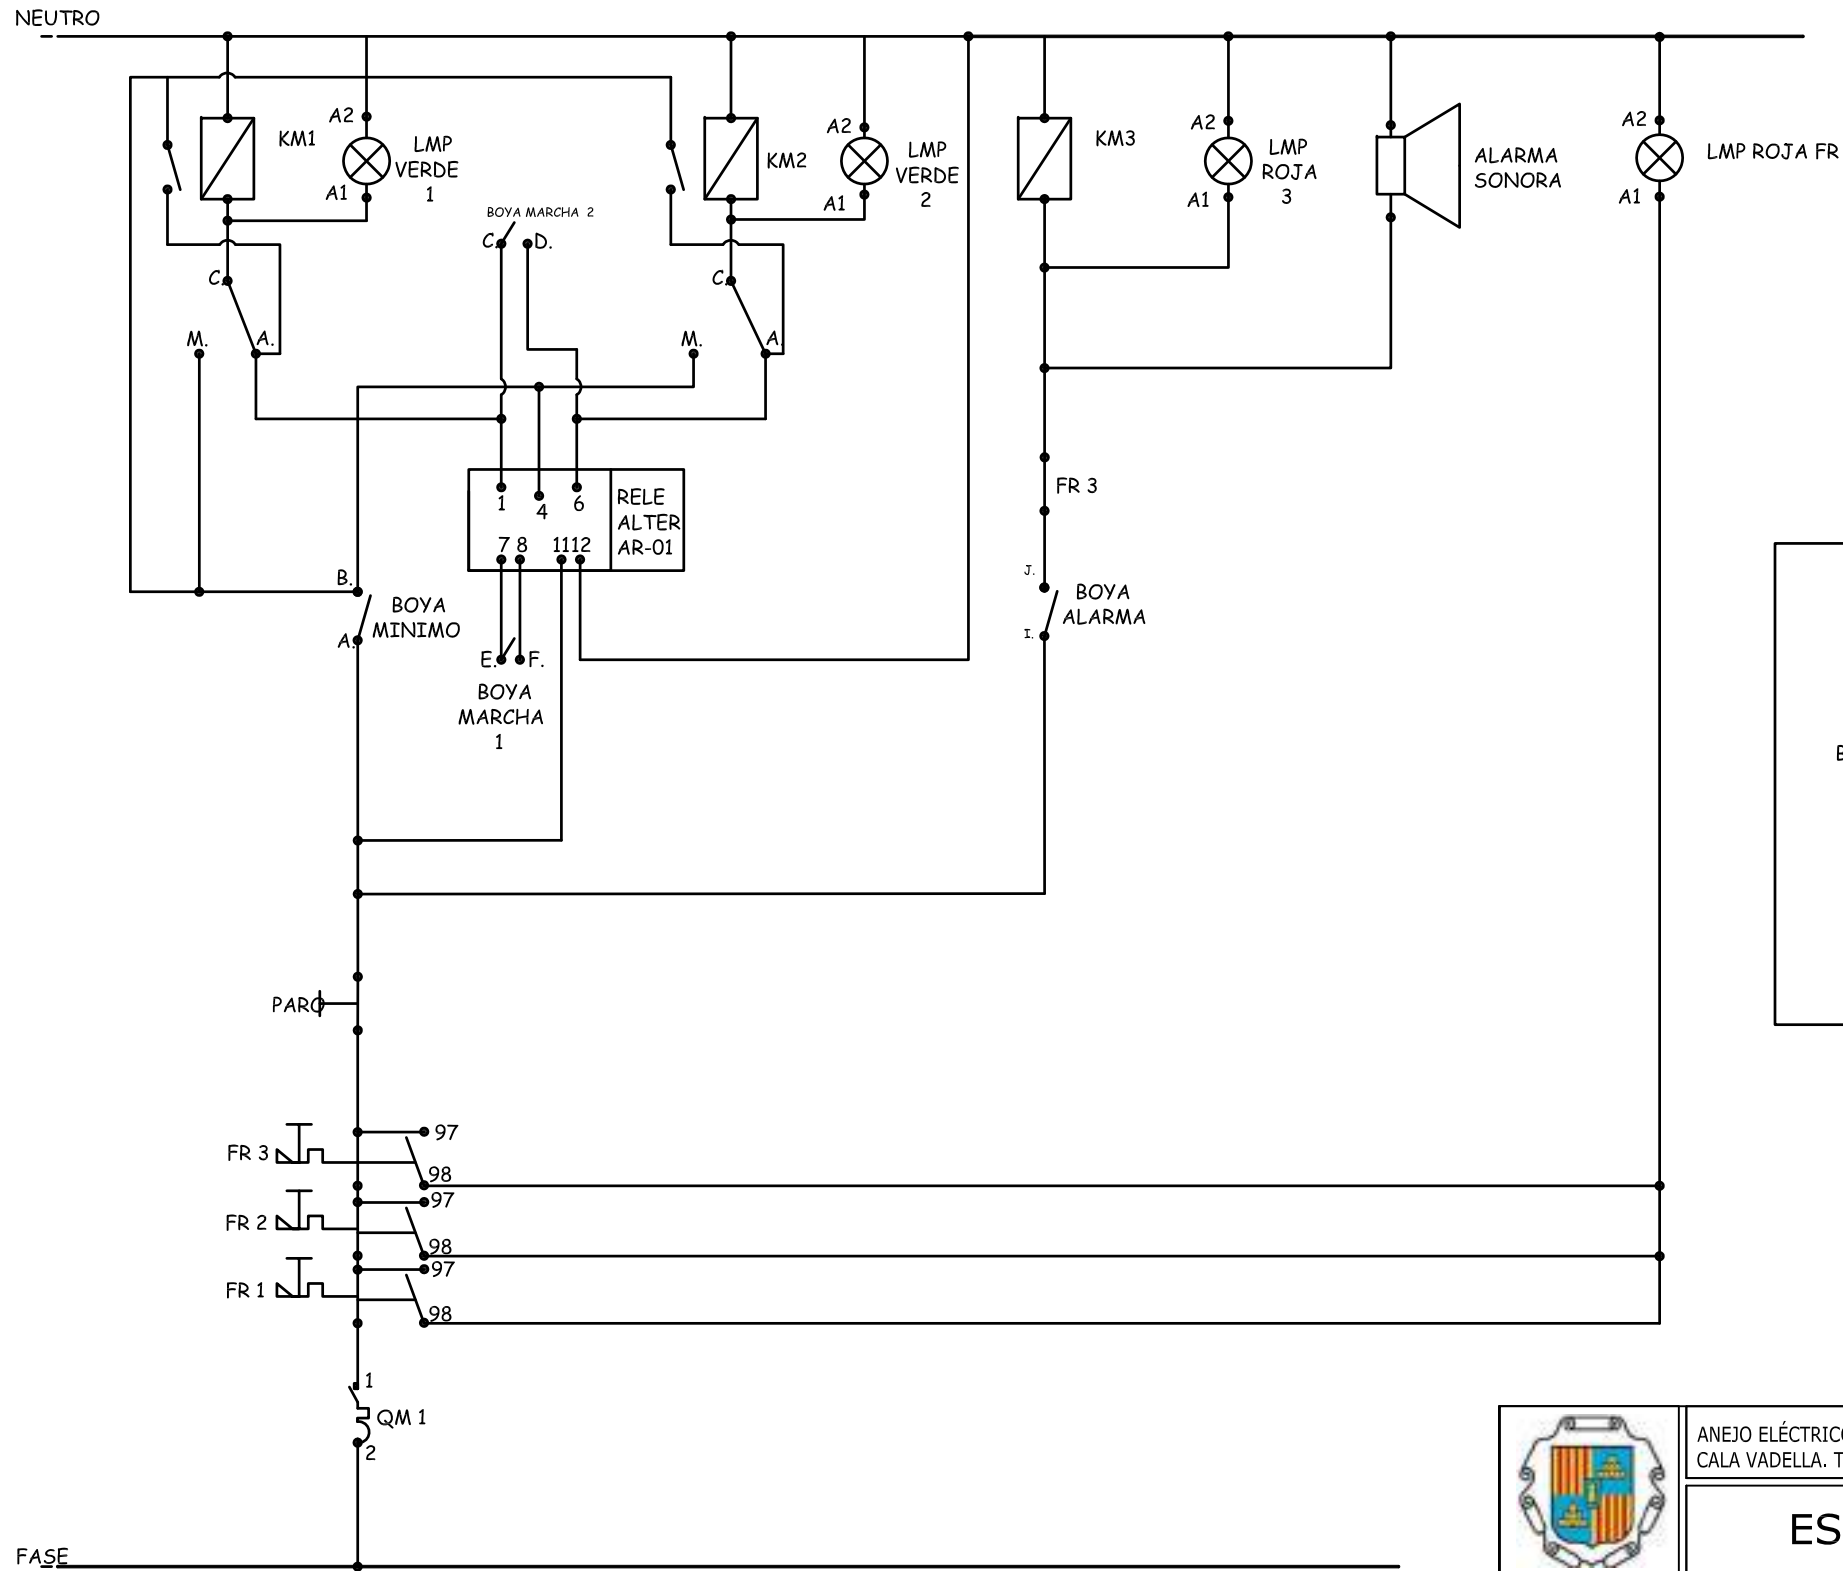 NEUTRO
A2
KM1
LMP
VERDE
1
A1
BOYA MARCHA 2
C.
D.
C.
M.
A.
A2
KM2
LMP
VERDE
2
A1
C.
M.
A.
KM3
A2
LMP
ROJA
3
A1
ALARMA
SONORA
A2
LMP ROJA FR
A1
1
4
6
RELE
ALTER
AR-01
7
8
11
12
FR 3
J.
BOYA
ALARMA
I.
B.
BOYA
MINIMO
A.
E.
F.
BOYA
MARCHA
1
PARO
FR 3
97
98
FR 2
97
98
FR 1
97
98
1
QM 1
2
FASE
ANEJO ELÉCTRICO
CALA VADELLA. T
ES